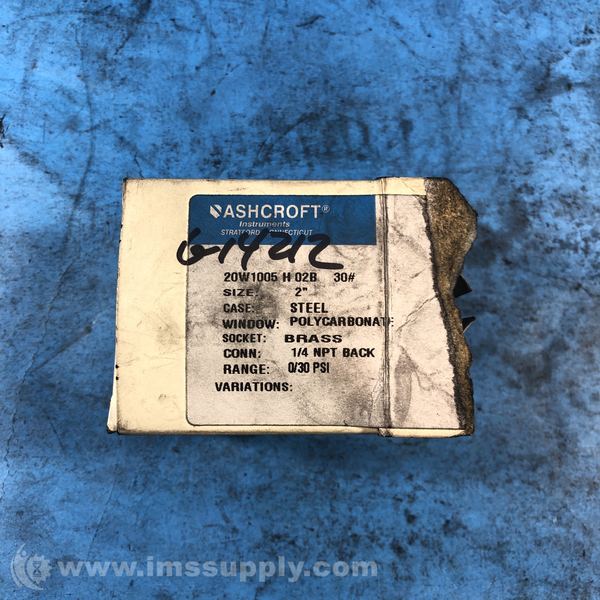 ASHCROFT®
Instruments
STRATFORD, CONNECTICUT
G-14212
20W1005 H 02B 30#
SIZE: 2"
CASE: STEEL
WINDOW: POLYCARBONATE
SOCKET: BRASS
CONN: 1/4 NPT BACK
RANGE: 0/30 PSI
VARIATIONS:
www.imssupply.com